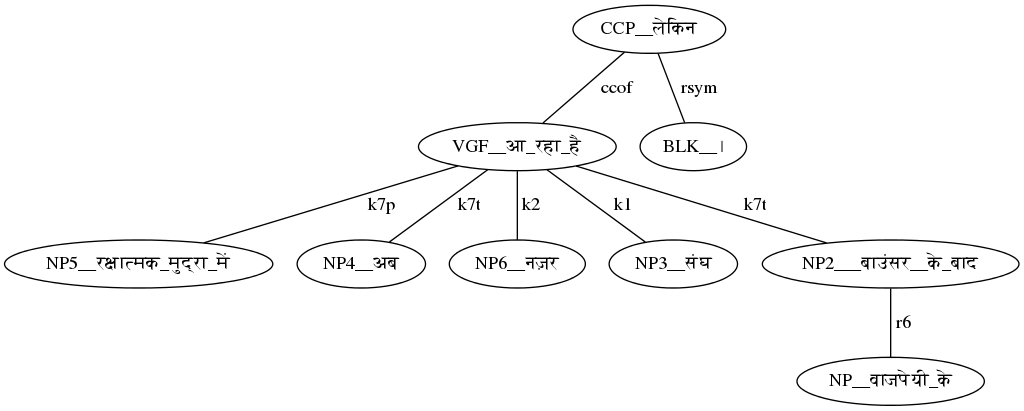 CCP__लेकिन
ccof rsym
VGF__आ_रहा_है BLK__।
k7p k7t k2 k1 k7t
NP5__रक्षात्मक_मुद्रा_में NP4__अब NP6__नज़र NP3__संघ NP2___बाउंसर__के_बाद
r6
NP__वाजपेयी_के